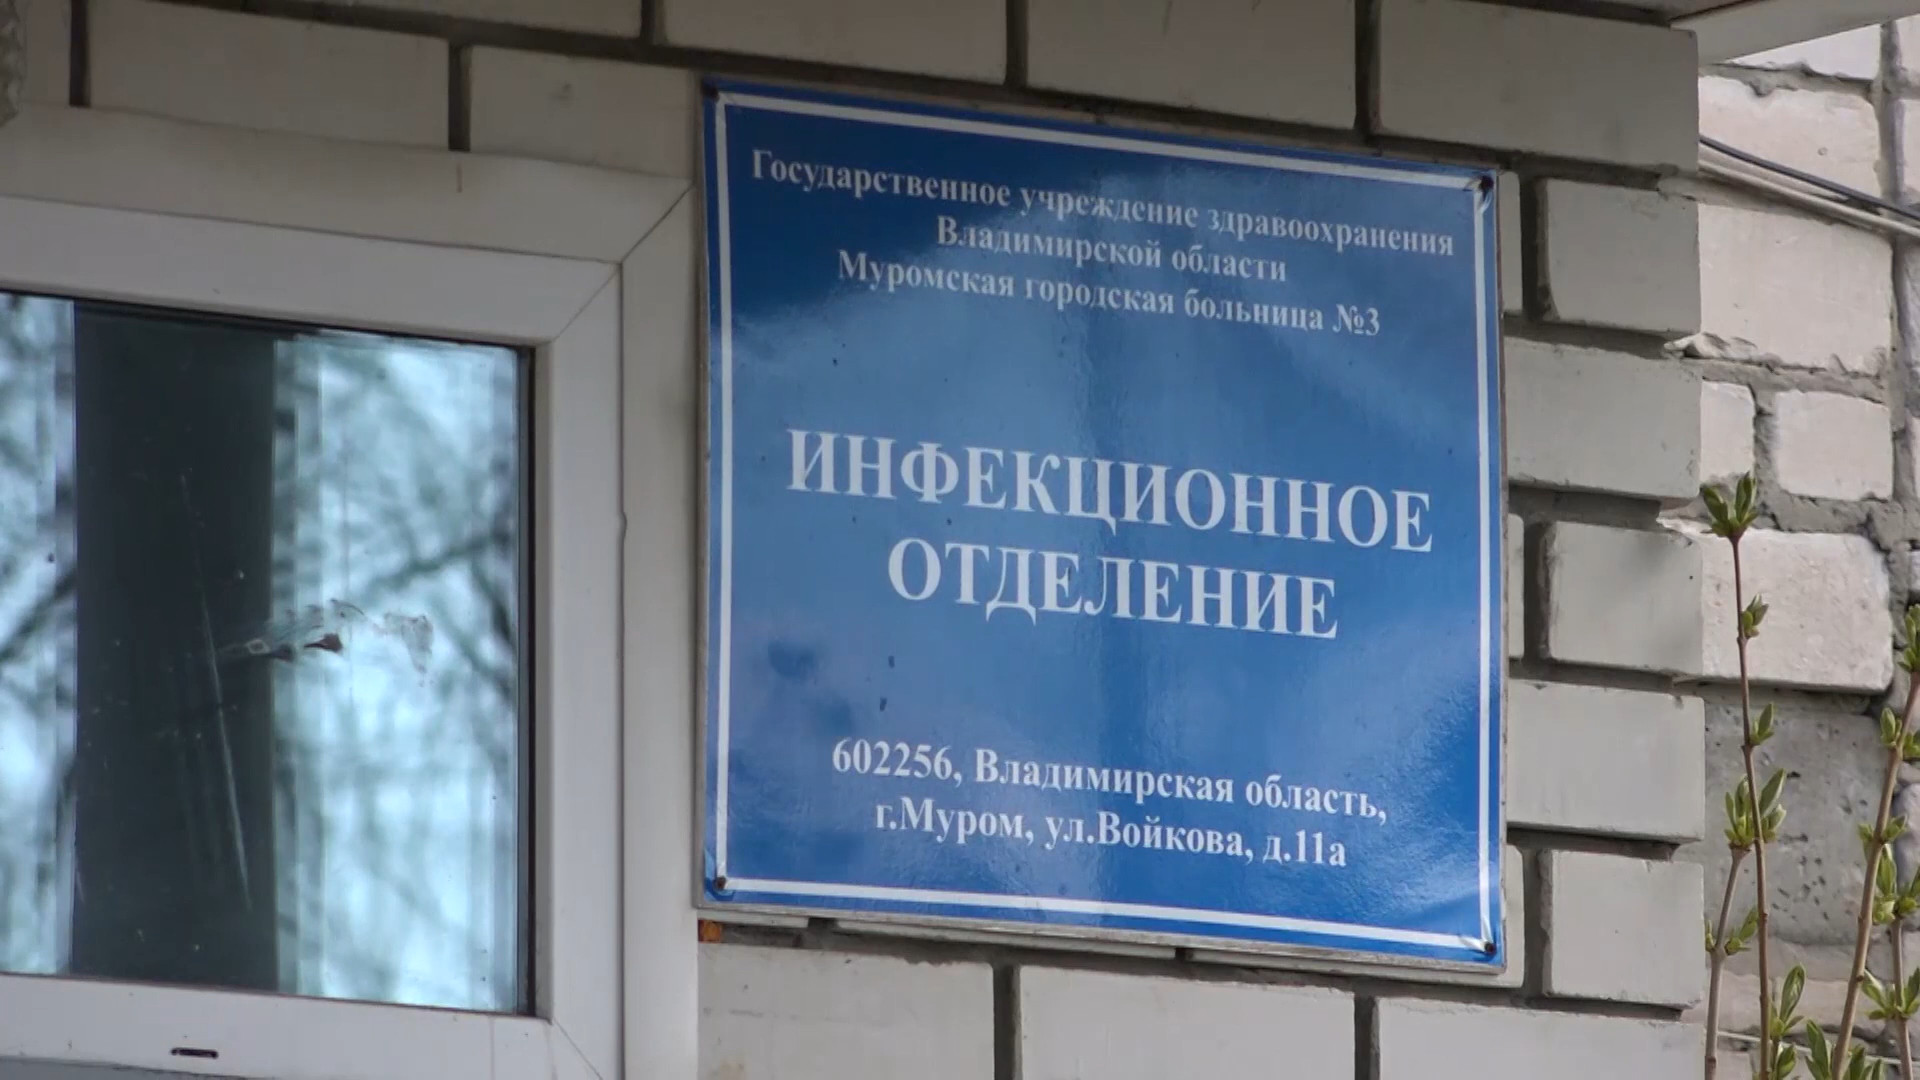 Государственное учреждение здравоохранения
Владимирской области
Муромская городская больница №3
ИНФЕКЦИОННОЕ
ОТДЕЛЕНИЕ
602256, Владимирская область,
г.Муром, ул.Войкова, д.11а